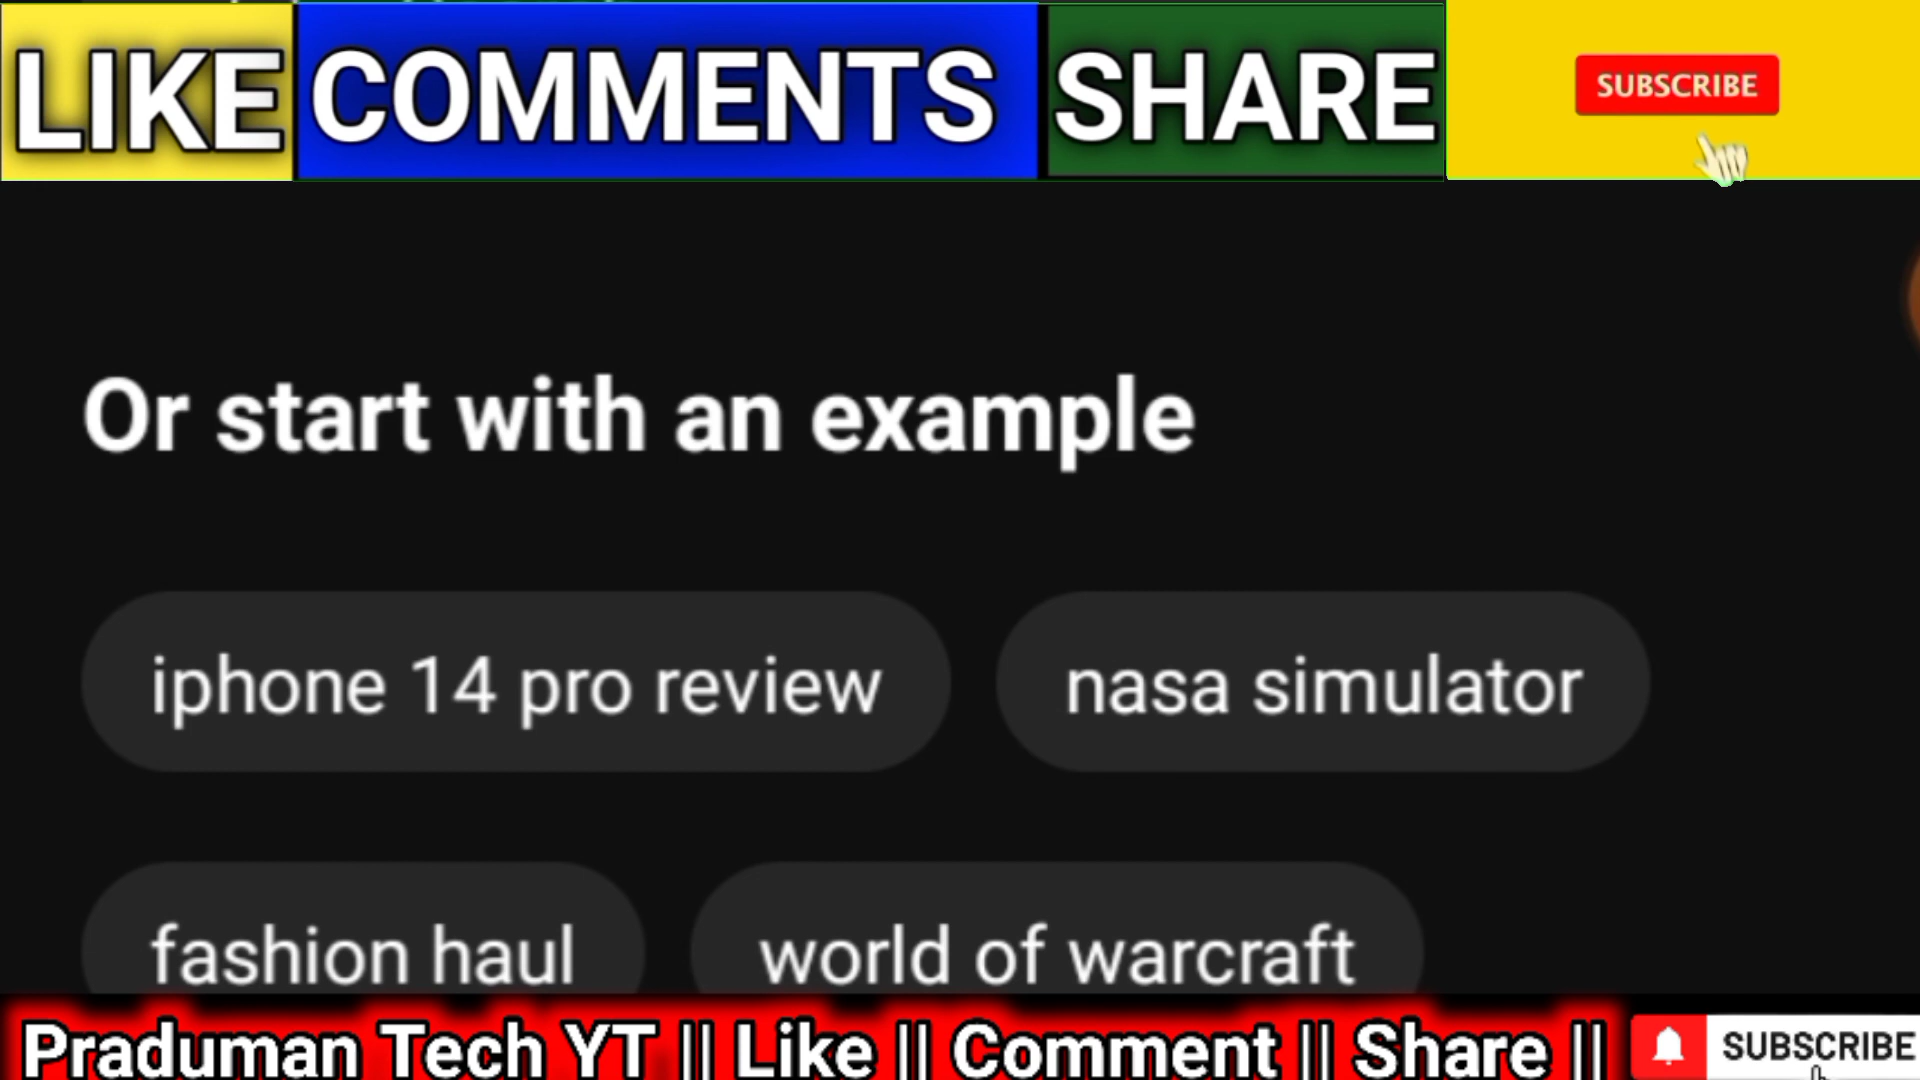 LIKE COMMENTS SHARE SUBSCRIBE
Or start with an example
iphone 14 pro review nasa simulator
fashion haul world of warcraft
Praduman Tech YT || Like || Comment || Share || SUBSCRIBE